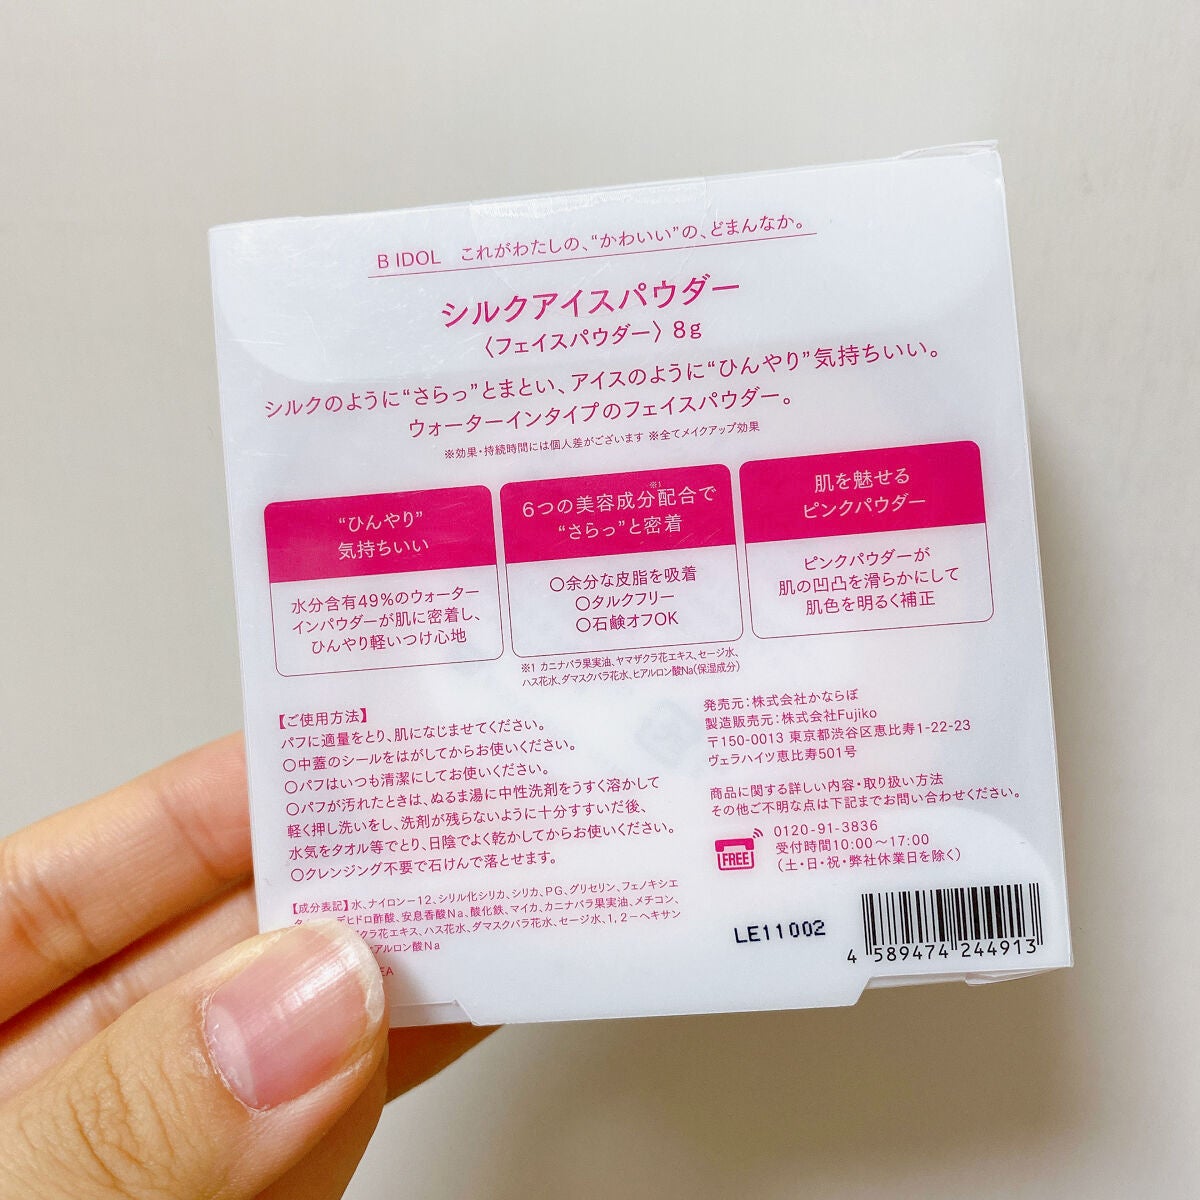 B IDOL これがわたしの、“かわいい”の、どまんなか。
シルクアイスパウダー
〈フェイスパウダー〉8g
シルクのように“さらっ”とまとい、アイスのように“ひんやり”気持ちいい。
ウォーターインタイプのフェイスパウダー。
※効果・持続時間には個人差がございます ※全てメイクアップ効果
“ひんやり”
気持ちいい
水分含有49%のウォーター
インパウダーが肌に密着し、
ひんやり軽いつけ心地
6つの美容成分※1配合で
“さらっ”と密着
○余分な皮脂を吸着
○タルクフリー
○石鹸オフOK
※1 カニナバラ果実油、ヤマザクラ花エキス、セージ水、
ハス花水、ダマスクバラ花水、ヒアルロン酸Na(保湿成分)
肌を魅せる
ピンクパウダー
ピンクパウダーが
肌の凹凸を滑らかにして
肌色を明るく補正
【ご使用方法】
パフに適量をとり、肌になじませてください。
○中蓋のシールをはがしてからお使いください。
○パフはいつも清潔にしてお使いください。
○パフが汚れたときは、ぬるま湯に中性洗剤をうすく溶かして
軽く押し洗いをし、洗剤が残らないように十分すすいだ後、
水気をタオル等でとり、日陰でよく乾かしてからお使いください。
○クレンジング不要で石けんで落とせます。
【成分表記】水、ナイロン-12、シリル化シリカ、シリカ、PG、グリセリン、フェノキシエ
デヒドロ酢酸、安息香酸Na、酸化鉄、マイカ、カニナバラ果実油、メチコン、
クラ花エキス、ハス花水、ダマスクバラ花水、セージ水、1,2-ヘキサン
アルロン酸Na
EA
発売元：株式会社かならぼ
製造販売元：株式会社Fujiko
〒150-0013 東京都渋谷区恵比寿1-22-23
ヴェラハイツ恵比寿501号
商品に関する詳しい内容・取り扱い方法
その他ご不明な点は下記までお問い合わせください。
FREE
0120-91-3836
受付時間10:00～17:00
(土・日・祝・弊社休業日を除く)
LE11002
4 589474 244913